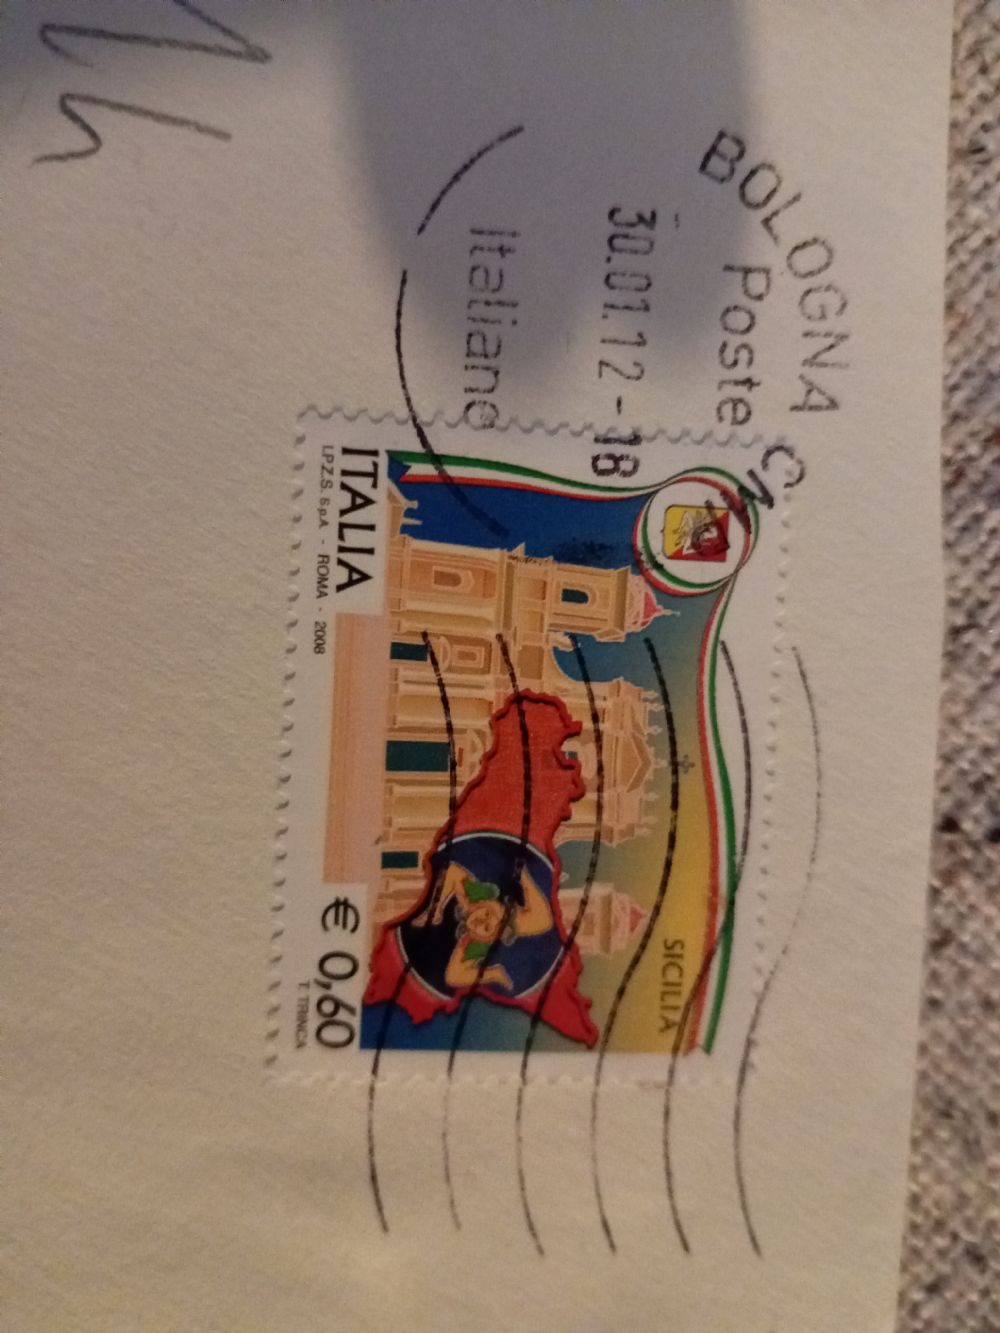 BOLOGNA C
Poste
30.01.12-18
Italiane
SICILIA
ITALIA
€ 0,60
I.P.Z.S. S.p.A. - ROMA - 2008
T. TRINCA